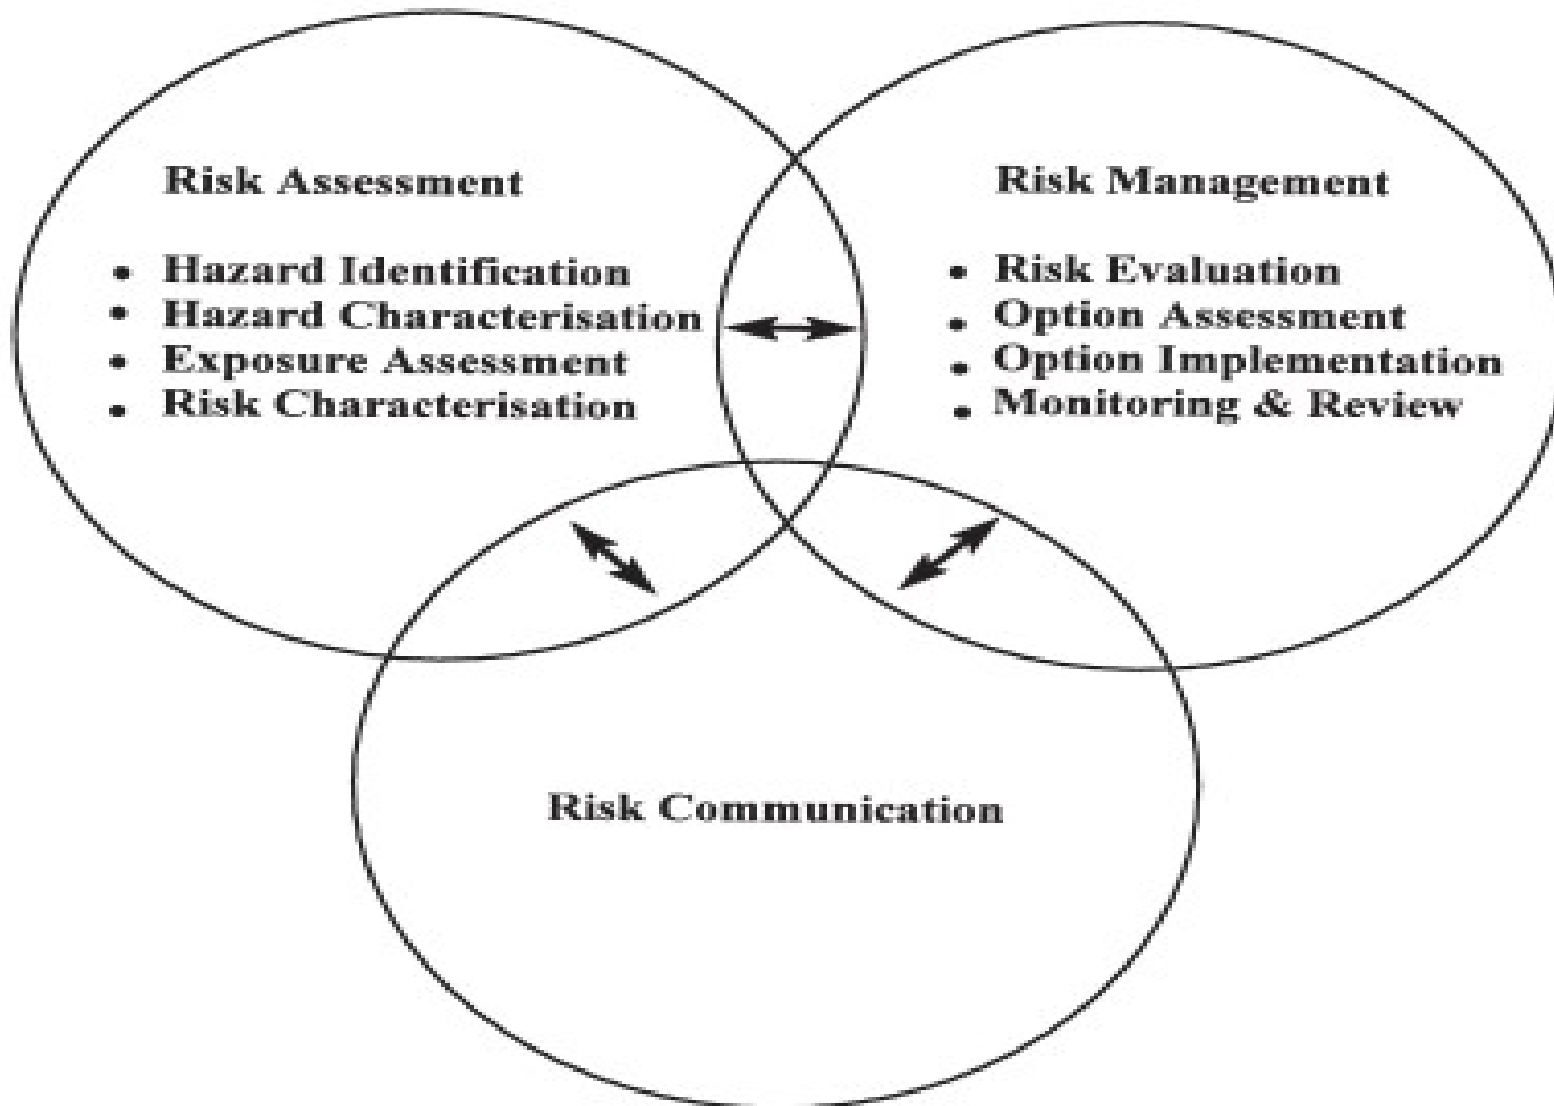 Risk Assessment
• Hazard Identification
• Hazard Characterisation
• Exposure Assessment
• Risk Characterisation
Risk Management
• Risk Evaluation
• Option Assessment
• Option Implementation
• Monitoring & Review
Risk Communication